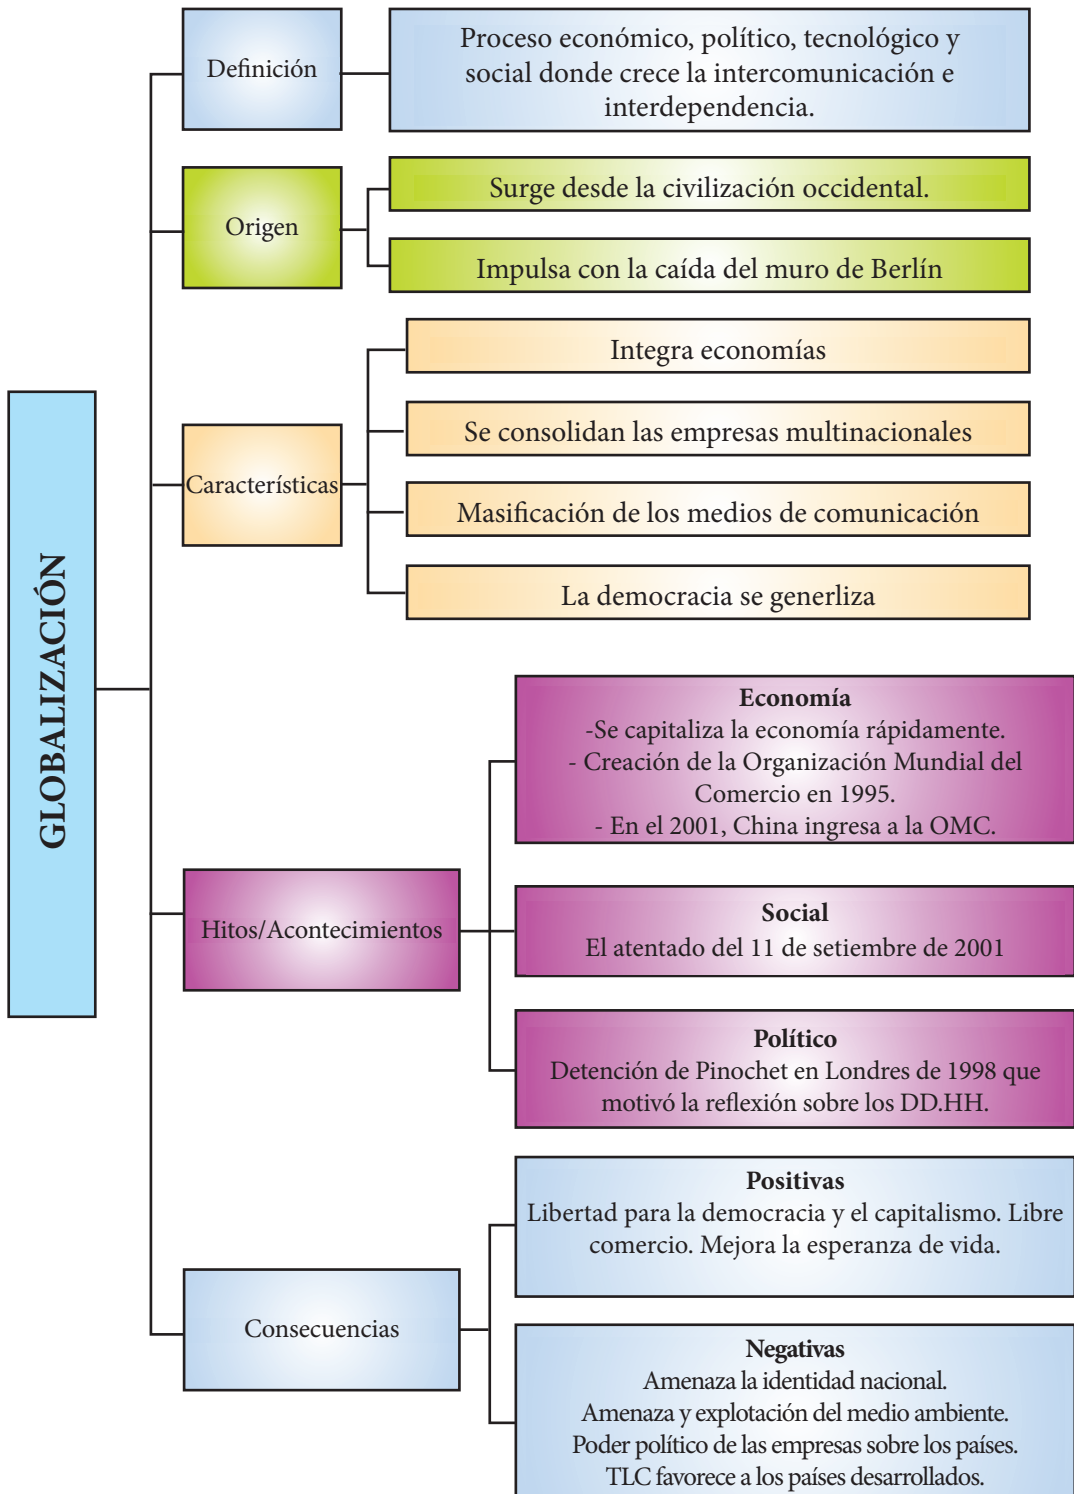 GLOBALIZACIÓN
Definición
Proceso económico, político, tecnológico y
social donde crece la intercomunicación e
interdependencia.
Origen
Surge desde la civilización occidental.
Impulsa con la caída del muro de Berlín
Características
Integra economías
Se consolidan las empresas multinacionales
Masificación de los medios de comunicación
La democracia se generliza
Hitos/Acontecimientos
Economía
-Se capitaliza la economía rápidamente.
- Creación de la Organización Mundial del
Comercio en 1995.
- En el 2001, China ingresa a la OMC.
Social
El atentado del 11 de setiembre de 2001
Político
Detención de Pinochet en Londres de 1998 que
motivó la reflexión sobre los DD.HH.
Consecuencias
Positivas
Libertad para la democracia y el capitalismo. Libre
comercio. Mejora la esperanza de vida.
Negativas
Amenaza la identidad nacional.
Amenaza y explotación del medio ambiente.
Poder político de las empresas sobre los países.
TLC favorece a los países desarrollados.